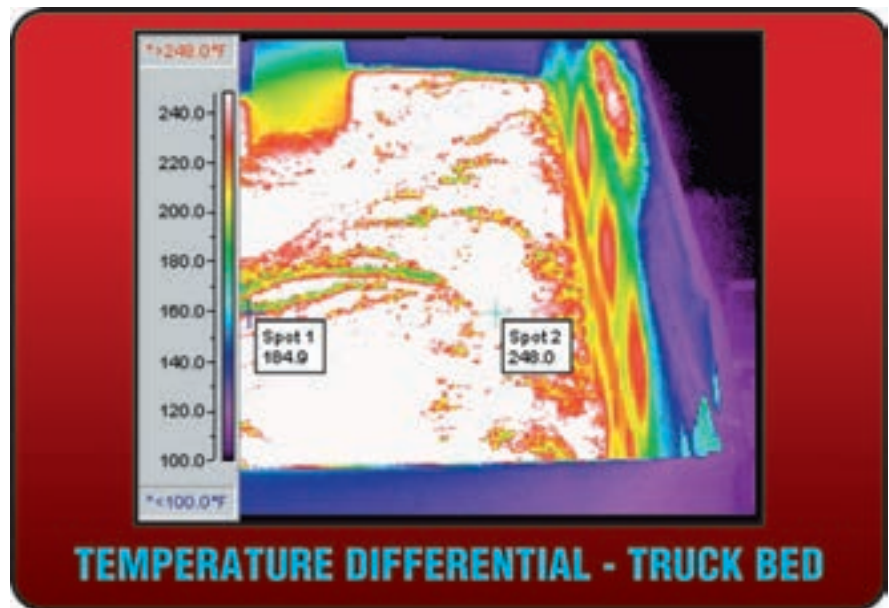 *>248.0°F
240.0
220.0
200.0
180.0
160.0
140.0
120.0
100.0
*<100.0°F
Spot 1
184.9
Spot 2
248.0
TEMPERATURE DIFFERENTIAL - TRUCK BED